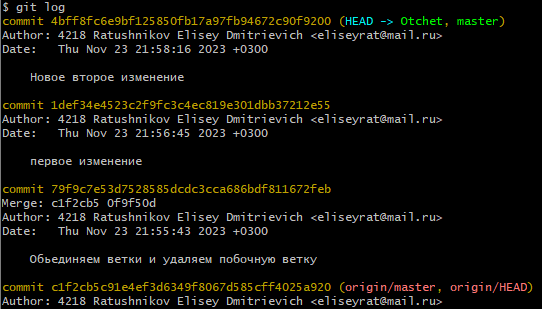 $ git log
commit 4bff8fc6e9bf125850fb17a97fb94672c90f9200 (HEAD -> Otchet, master)
Author: 4218 Ratushnikov Elisey Dmitrievich <eliseyrat@mail.ru>
Date:   Thu Nov 23 21:58:16 2023 +0300
Новое второе изменение
commit 1def34e4523c2f9fc3c4ec819e301dbb37212e55
Author: 4218 Ratushnikov Elisey Dmitrievich <eliseyrat@mail.ru>
Date:   Thu Nov 23 21:56:45 2023 +0300
первое изменение
commit 79f9c7e53d7528585dcdc3cca686bdf811672feb
Merge: c1f2cb5 0f9f50d
Author: 4218 Ratushnikov Elisey Dmitrievich <eliseyrat@mail.ru>
Date:   Thu Nov 23 21:55:43 2023 +0300
Обьединяем ветки и удаляем побочную ветку
commit c1f2cb5c91e4ef3d6349f8067d585cff4025a920 (origin/master, origin/HEAD)
Author: 4218 Ratushnikov Elisey Dmitrievich <eliseyrat@mail.ru>